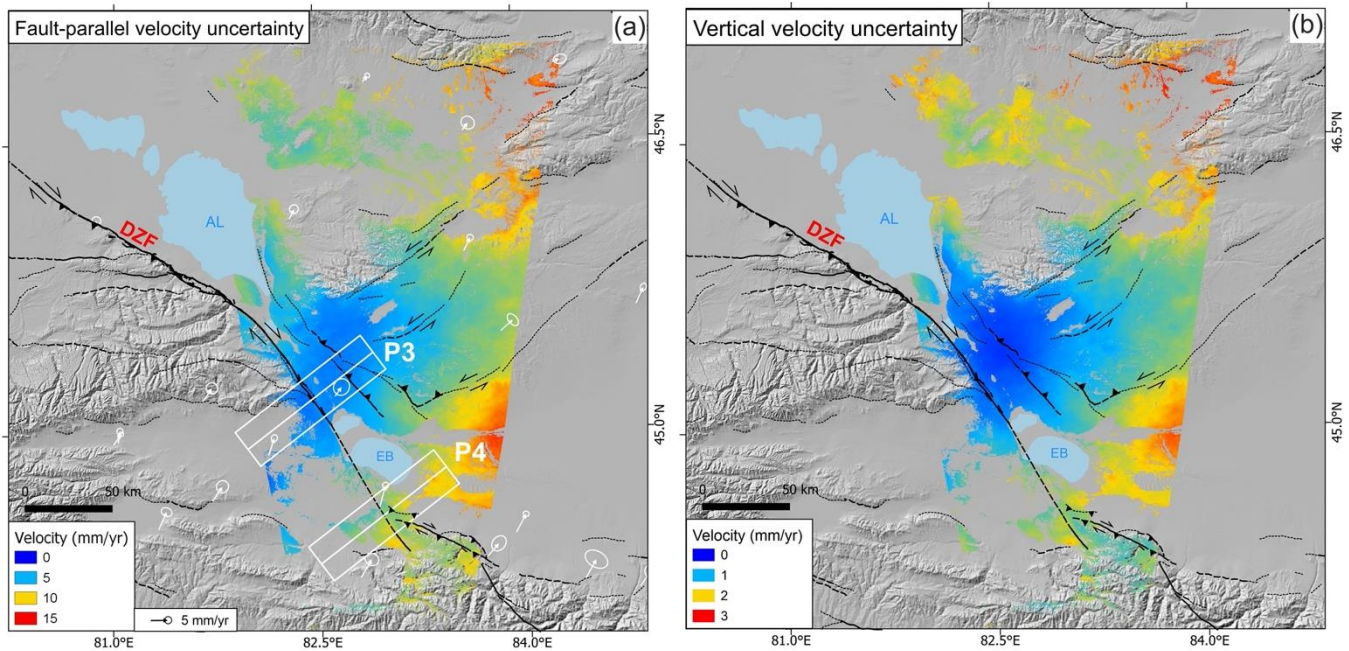 Fault-parallel velocity uncertainty
(a)
46.5°N
AL
DZF
P3
45.0°N
P4
EB
0 50 km
Velocity (mm/yr)
0
5
10
15
5 mm/yr
81.0°E 82.5°E 84.0°E
Vertical velocity uncertainty
(b)
46.5°N
AL
DZF
45.0°N
EB
0 50 km
Velocity (mm/yr)
0
1
2
3
81.0°E 82.5°E 84.0°E